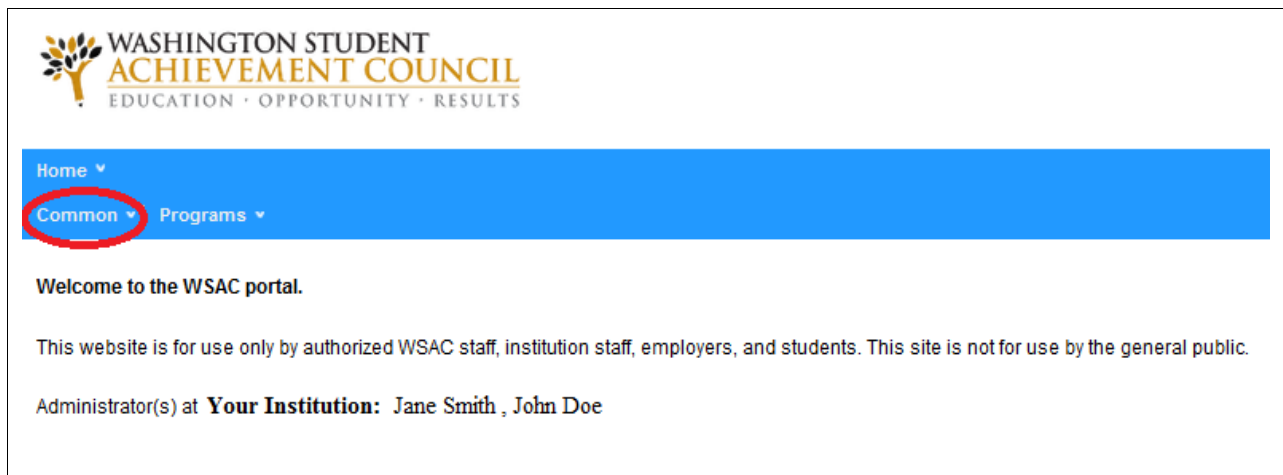 WASHINGTON STUDENT
ACHIEVEMENT COUNCIL
EDUCATION · OPPORTUNITY · RESULTS
Home
Common Programs
Welcome to the WSAC portal.
This website is for use only by authorized WSAC staff, institution staff, employers, and students. This site is not for use by the general public.
Administrator(s) at Your Institution: Jane Smith , John Doe